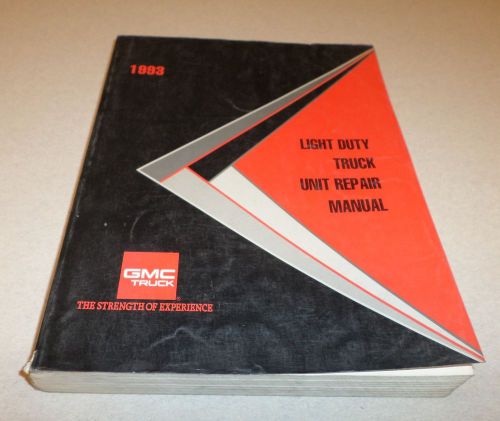 1993
LIGHT DUTY
TRUCK
UNIT REPAIR
MANUAL
GMC
TRUCK
®
THE STRENGTH OF EXPERIENCE